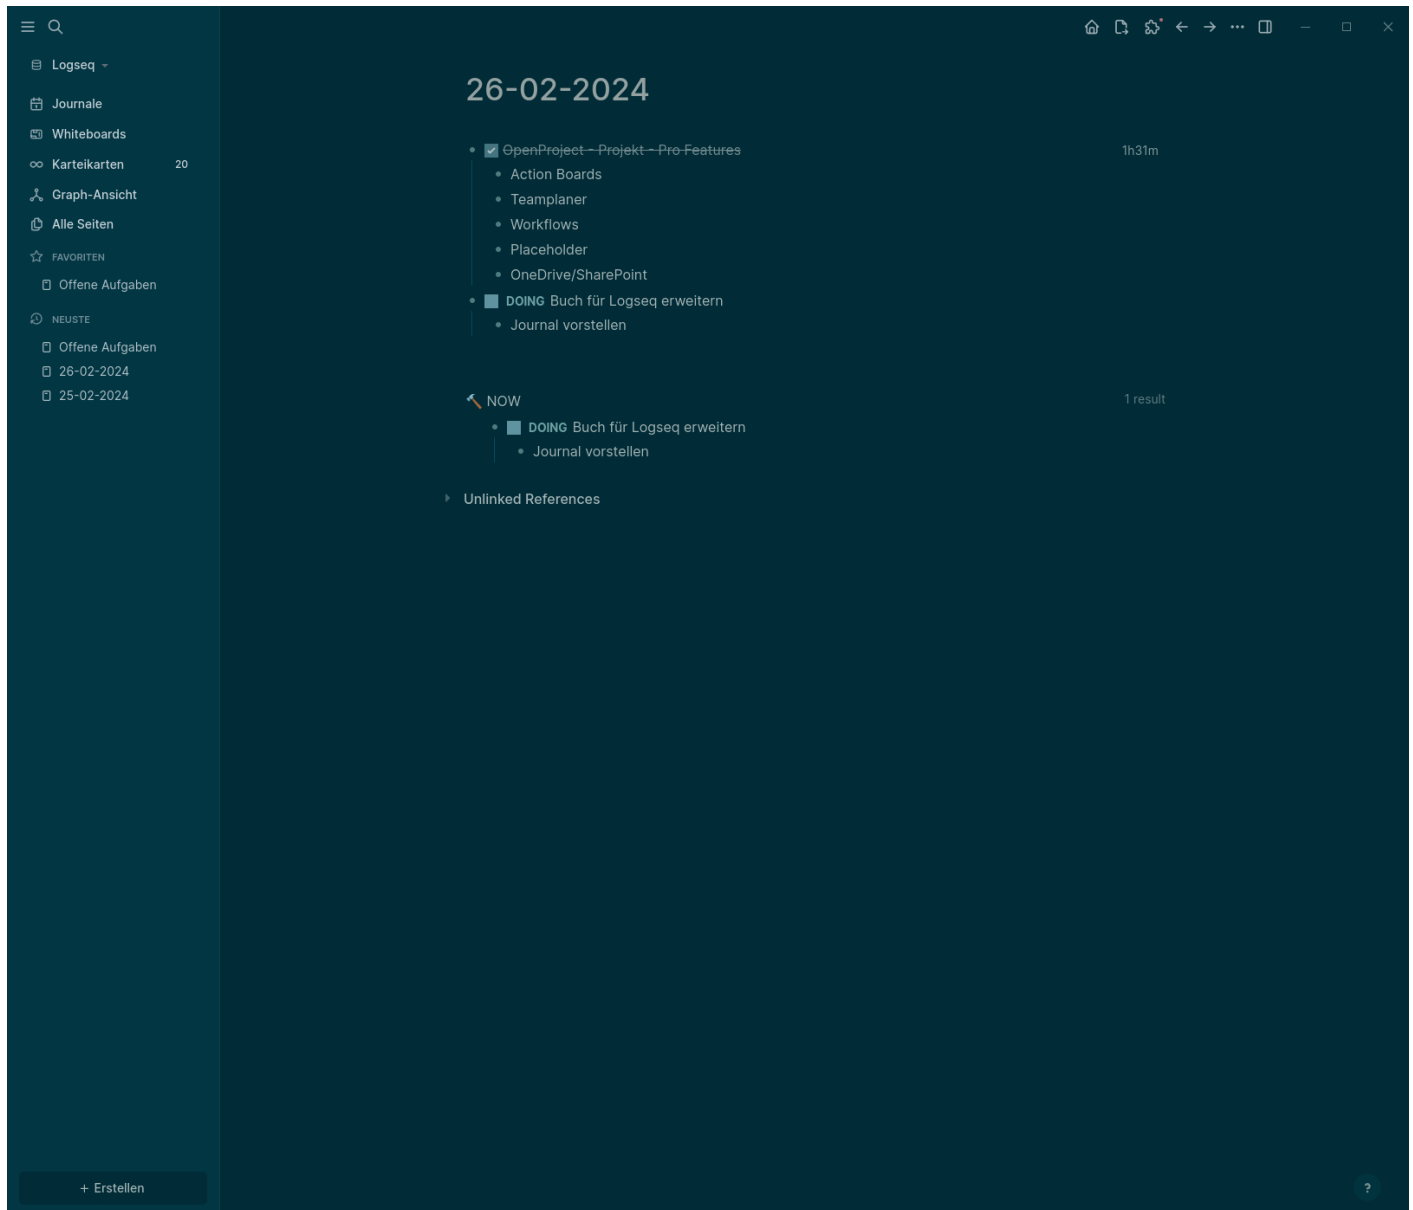 Logseq
Journale
Whiteboards
Karteikarten 20
Graph-Ansicht
Alle Seiten
FAVORITEN
Offene Aufgaben
NEUSTE
Offene Aufgaben
26-02-2024
25-02-2024
+ Erstellen
26-02-2024
OpenProject - Projekt - Pro Features 1h31m
Action Boards
Teamplaner
Workflows
Placeholder
OneDrive/SharePoint
DOING Buch für Logseq erweitern
Journal vorstellen
🔨 NOW 1 result
DOING Buch für Logseq erweitern
Journal vorstellen
Unlinked References
?